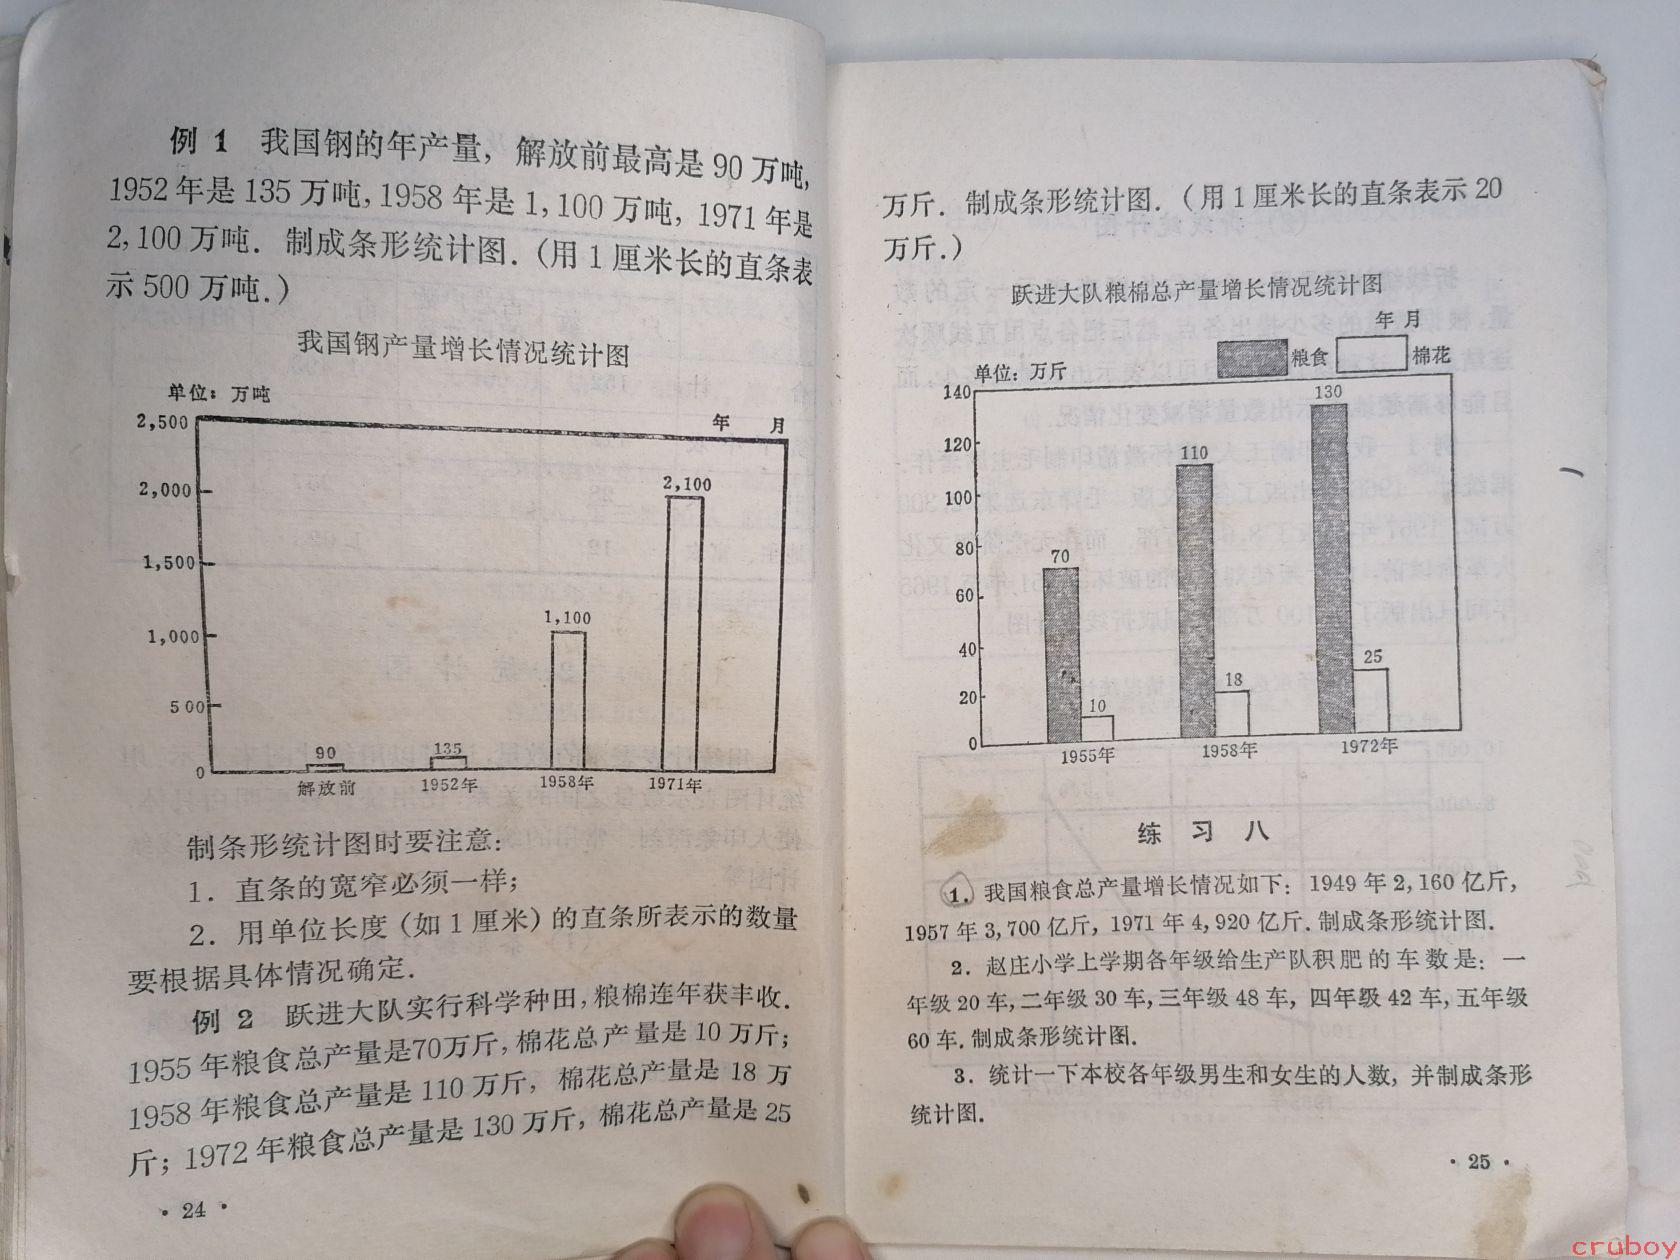 例 1 我国钢的年产量，解放前最高是 90 万吨，
1952 年是 135 万吨，1958 年是 1,100 万吨，1971 年是
2,100 万吨．制成条形统计图．（用 1 厘米长的直条表
示 500 万吨．）
我国钢产量增长情况统计图
单位：万吨
年 月
2,500
2,000
1,500
1,000
500
0
90
135
1,100
2,100
解放前 1952年 1958年 1971年
制条形统计图时要注意：
1．直条的宽窄必须一样；
2．用单位长度（如 1 厘米）的直条所表示的数量
要根据具体情况确定．
例 2 跃进大队实行科学种田，粮棉连年获丰收．
1955 年粮食总产量是70万斤，棉花总产量是 10 万斤；
1958 年粮食总产量是 110 万斤，棉花总产量是 18 万
斤；1972 年粮食总产量是 130 万斤，棉花总产量是 25
· 24 ·
万斤．制成条形统计图．（用 1 厘米长的直条表示 20
万斤．）
跃进大队粮棉总产量增长情况统计图
年 月
粮食 棉花
单位：万斤
140
120
100
80
60
40
20
0
70
10
110
18
130
25
1955年 1958年 1972年
练 习 八
1．我国粮食总产量增长情况如下：1949 年 2,160 亿斤，
1957 年 3,700 亿斤，1971 年 4,920 亿斤．制成条形统计图．
2．赵庄小学上学期各年级给生产队积肥的车数是：一
年级 20 车，二年级 30 车，三年级 48 车，四年级 42 车，五年级
60 车．制成条形统计图．
3．统计一下本校各年级男生和女生的人数，并制成条形
统计图．
· 25 ·
cruboy